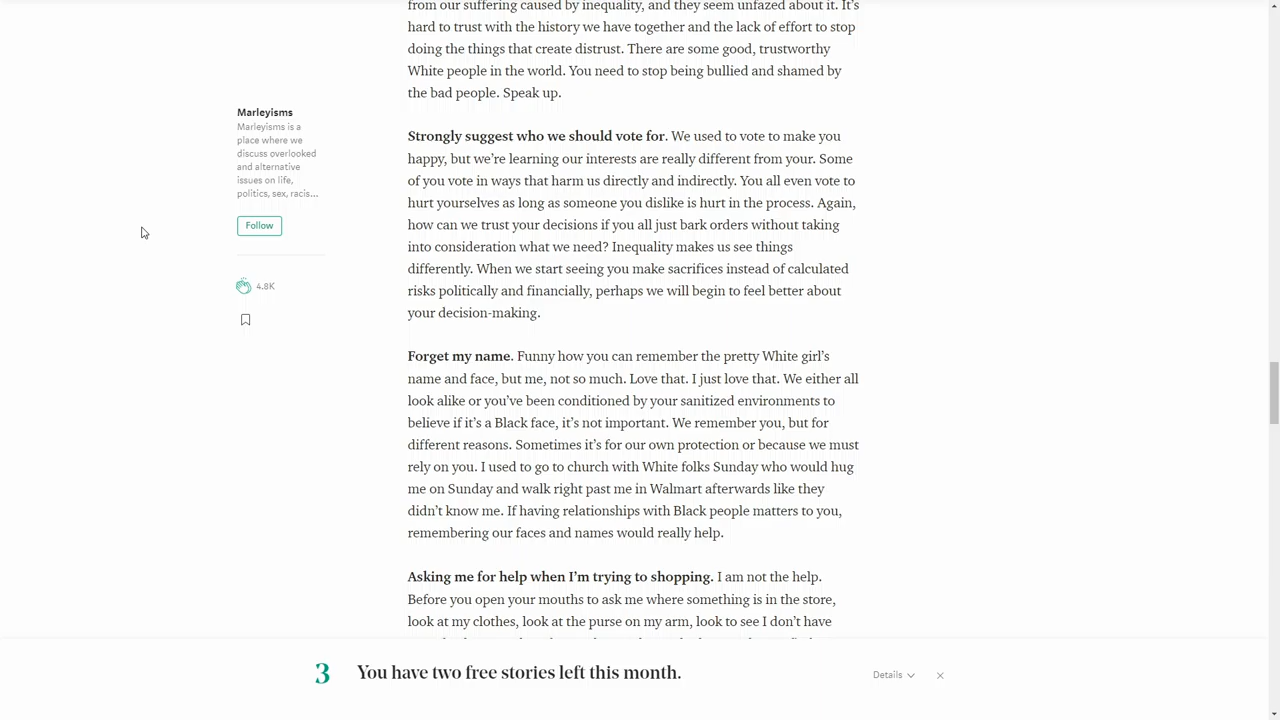 from our suffering caused by inequality, and they seem unfazed about it. It's
hard to trust with the history we have together and the lack of effort to stop
doing the things that create distrust. There are some good, trustworthy
White people in the world. You need to stop being bullied and shamed by
the bad people. Speak up.
Marleyisms
Marleyisms is a
place where we
discuss overlooked
and alternative
issues on life,
politics, sex, racis...
Follow
4.8K
Strongly suggest who we should vote for. We used to vote to make you
happy, but we're learning our interests are really different from your. Some
of you vote in ways that harm us directly and indirectly. You all even vote to
hurt yourselves as long as someone you dislike is hurt in the process. Again,
how can we trust your decisions if you all just bark orders without taking
into consideration what we need? Inequality makes us see things
differently. When we start seeing you make sacrifices instead of calculated
risks politically and financially, perhaps we will begin to feel better about
your decision-making.
Forget my name. Funny how you can remember the pretty White girl's
name and face, but me, not so much. Love that. I just love that. We either all
look alike or you've been conditioned by your sanitized environments to
believe if it's a Black face, it's not important. We remember you, but for
different reasons. Sometimes it's for our own protection or because we must
rely on you. I used to go to church with White folks Sunday who would hug
me on Sunday and walk right past me in Walmart afterwards like they
didn't know me. If having relationships with Black people matters to you,
remembering our faces and names would really help.
Asking me for help when I'm trying to shopping. I am not the help.
Before you open your mouths to ask me where something is in the store,
look at my clothes, look at the purse on my arm, look to see I don't have
3 You have two free stories left this month.
Details